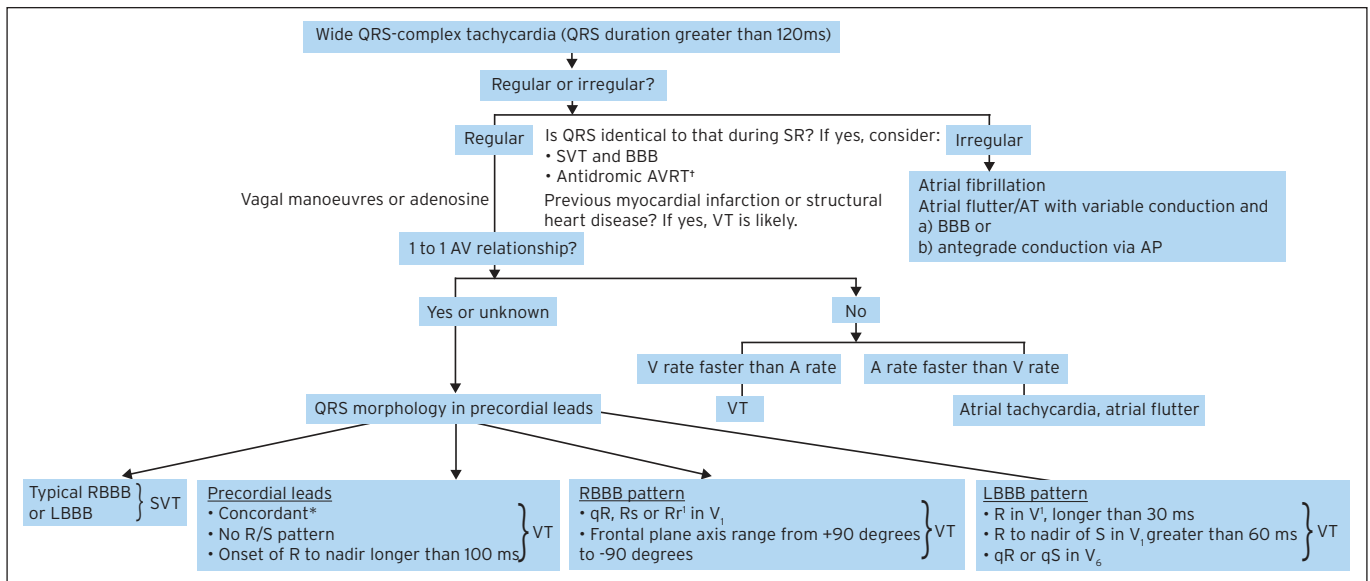 Wide QRS-complex tachycardia (QRS duration greater than 120ms)
Regular or irregular?
Regular
Is QRS identical to that during SR? If yes, consider:
• SVT and BBB
• Antidromic AVRT†
Previous myocardial infarction or structural
heart disease? If yes, VT is likely.
Irregular
Atrial fibrillation
Atrial flutter/AT with variable conduction and
a) BBB or
b) antegrade conduction via AP
Vagal manoeuvres or adenosine
1 to 1 AV relationship?
Yes or unknown
No
V rate faster than A rate
A rate faster than V rate
VT
Atrial tachycardia, atrial flutter
QRS morphology in precordial leads
Typical RBBB
or LBBB
SVT
Precordial leads
• Concordant*
• No R/S pattern
• Onset of R to nadir longer than 100 ms
VT
RBBB pattern
• qR, Rs or Rr¹ in V₁
• Frontal plane axis range from +90 degrees
to -90 degrees
VT
LBBB pattern
• R in V¹, longer than 30 ms
• R to nadir of S in V₁ greater than 60 ms
• qR or qS in V₆
VT